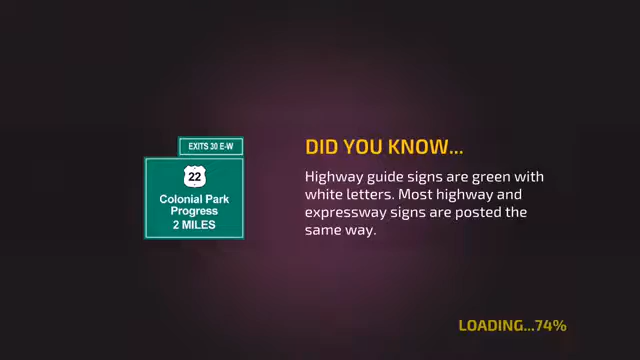 EXITS 30 E-W
22
Colonial Park
Progress
2 MILES
DID YOU KNOW...
Highway guide signs are green with
white letters. Most highway and
expressway signs are posted the
same way.
LOADING...74%